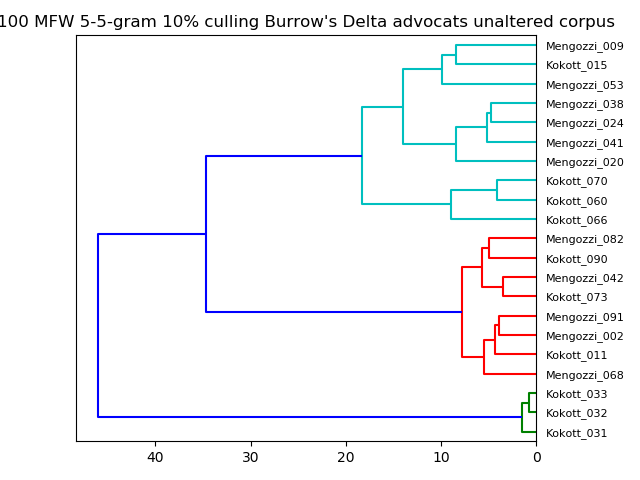 100 MFW 5-5-gram 10% culling Burrow's Delta advocats unaltered corpus
Mengozzi_009
Kokott_015
Mengozzi_053
Mengozzi_038
Mengozzi_024
Mengozzi_041
Mengozzi_020
Kokott_070
Kokott_060
Kokott_066
Mengozzi_082
Kokott_090
Mengozzi_042
Kokott_073
Mengozzi_091
Mengozzi_002
Kokott_011
Mengozzi_068
Kokott_033
Kokott_032
Kokott_031
40 30 20 10 0